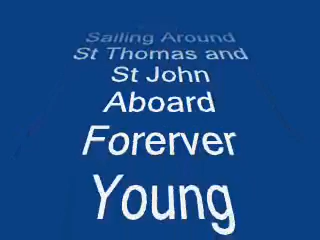 Sailing Around
St Thomas and
St John
Aboard
Forerver
Young